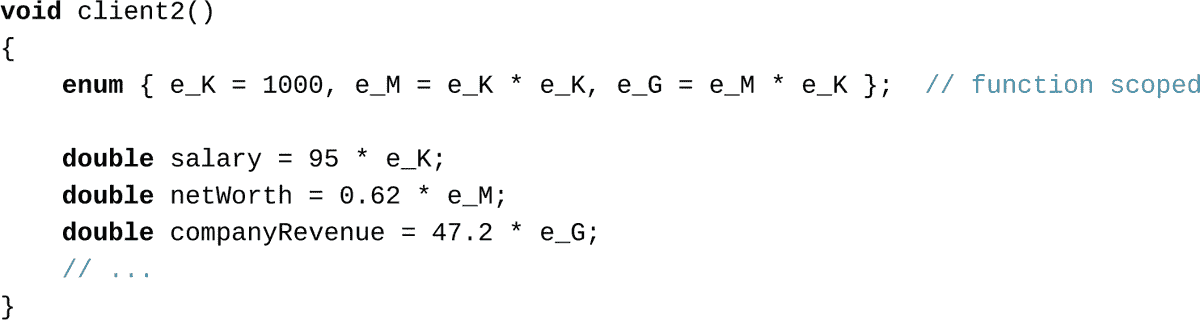 void client2()
{
    enum { e_K = 1000, e_M = e_K * e_K, e_G = e_M * e_K };  // function scoped
    double salary = 95 * e_K;
    double netWorth = 0.62 * e_M;
    double companyRevenue = 47.2 * e_G;
    // ...
}